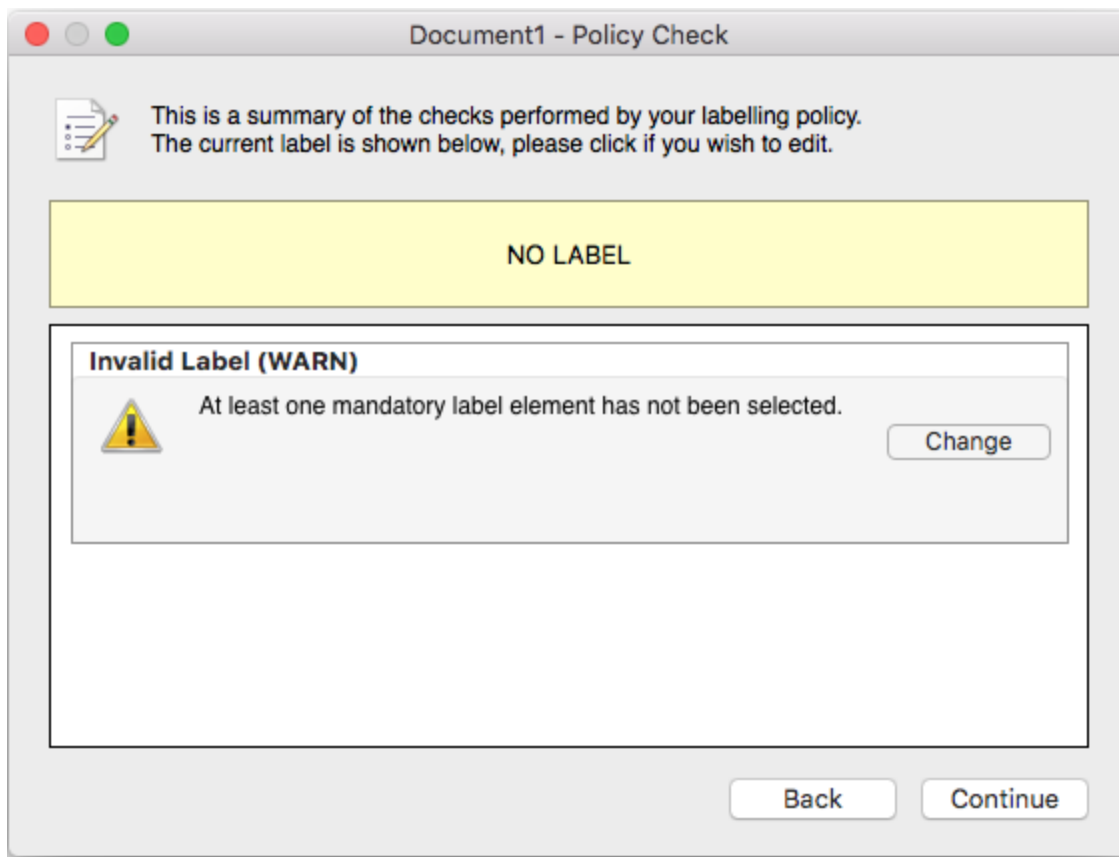 Document1 - Policy Check
This is a summary of the checks performed by your labelling policy.
The current label is shown below, please click if you wish to edit.
NO LABEL
Invalid Label (WARN)
At least one mandatory label element has not been selected.
Change
Back
Continue